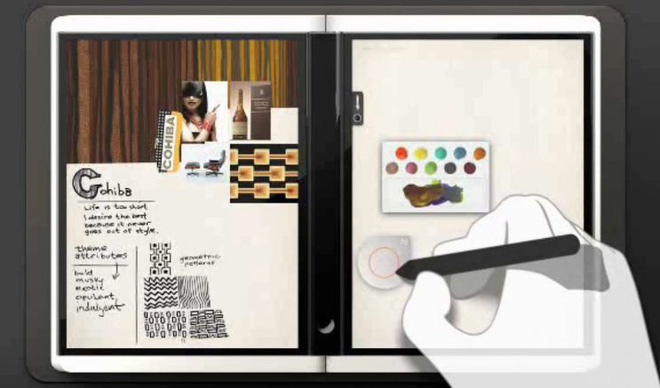 COHIBA
Cohiba
Life is too short.
I desire the best
because it never
goes out of style.
theme
attributes
bold
musky
exotic
opulent,
indulgent
geometric
patterns